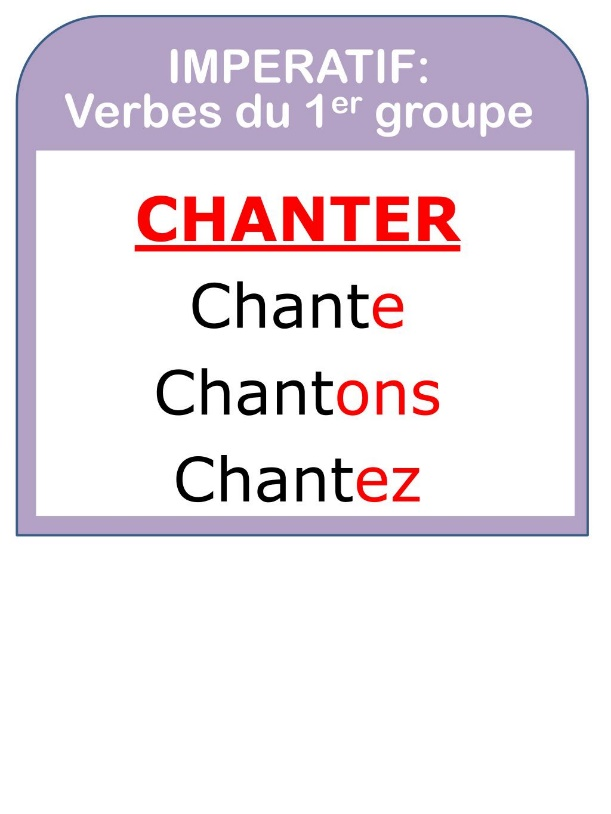 IMPERATIF:
Verbes du 1er groupe
CHANTER
Chante
Chantons
Chantez